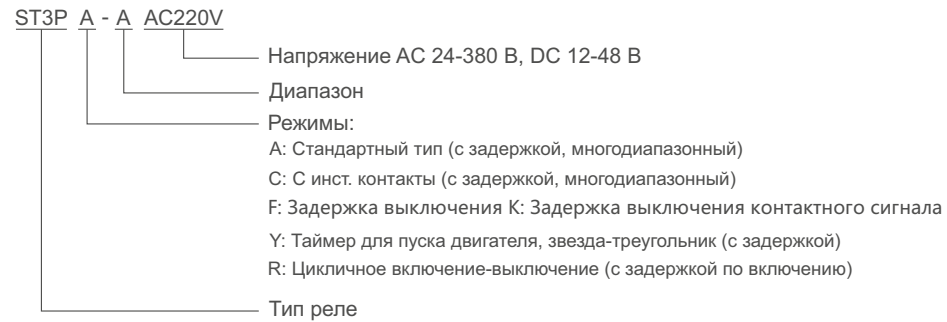 ST3P A - A AC220V
Напряжение AC 24-380 В, DC 12-48 В
Диапазон
Режимы:
A: Стандартный тип (с задержкой, многодиапазонный)
C: С инст. контакты (с задержкой, многодиапазонный)
F: Задержка выключения K: Задержка выключения контактного сигнала
Y: Таймер для пуска двигателя, звезда-треугольник (с задержкой)
R: Цикличное включение-выключение (с задержкой по включению)
Тип реле